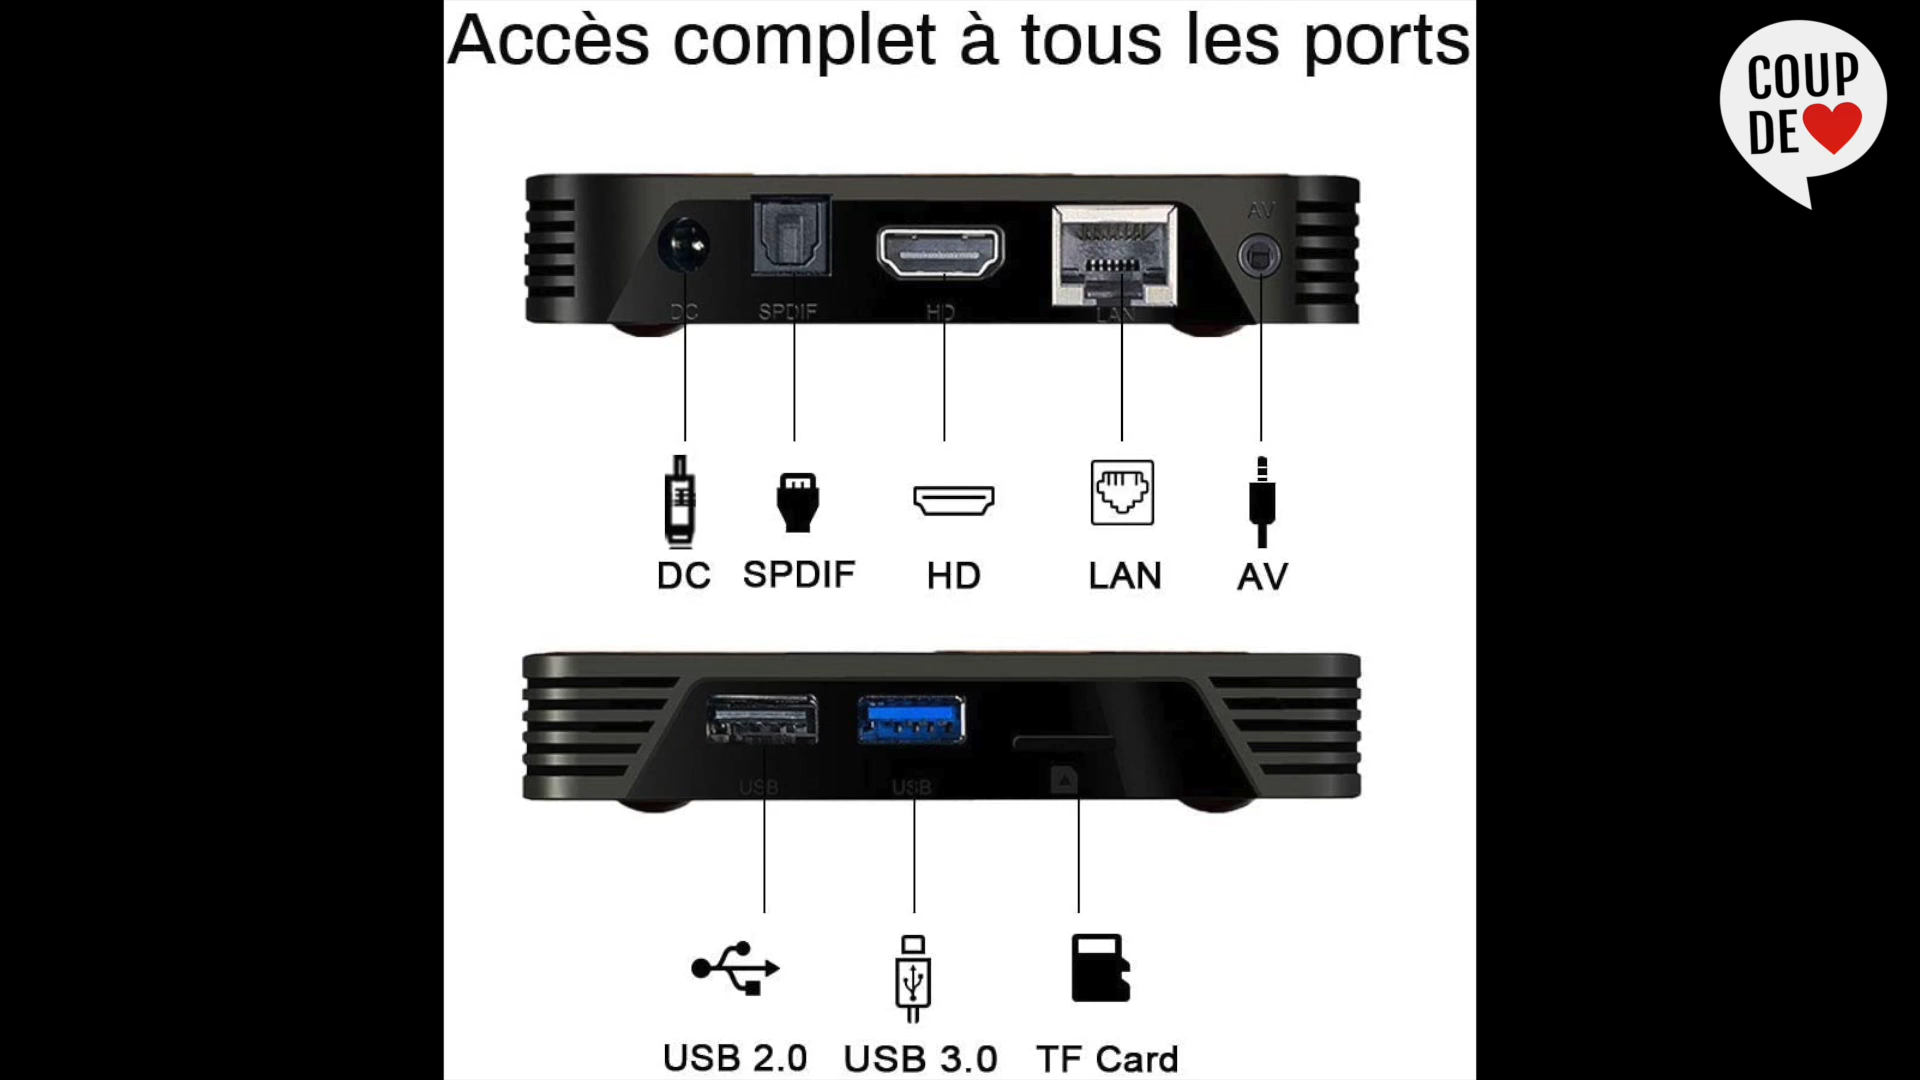 Accès complet à tous les ports
COUP
DE
AV
DC
SPDIF
HD
LAN
DC
SPDIF
HD
LAN
AV
USB
USB
USB 2.0
USB 3.0
TF Card